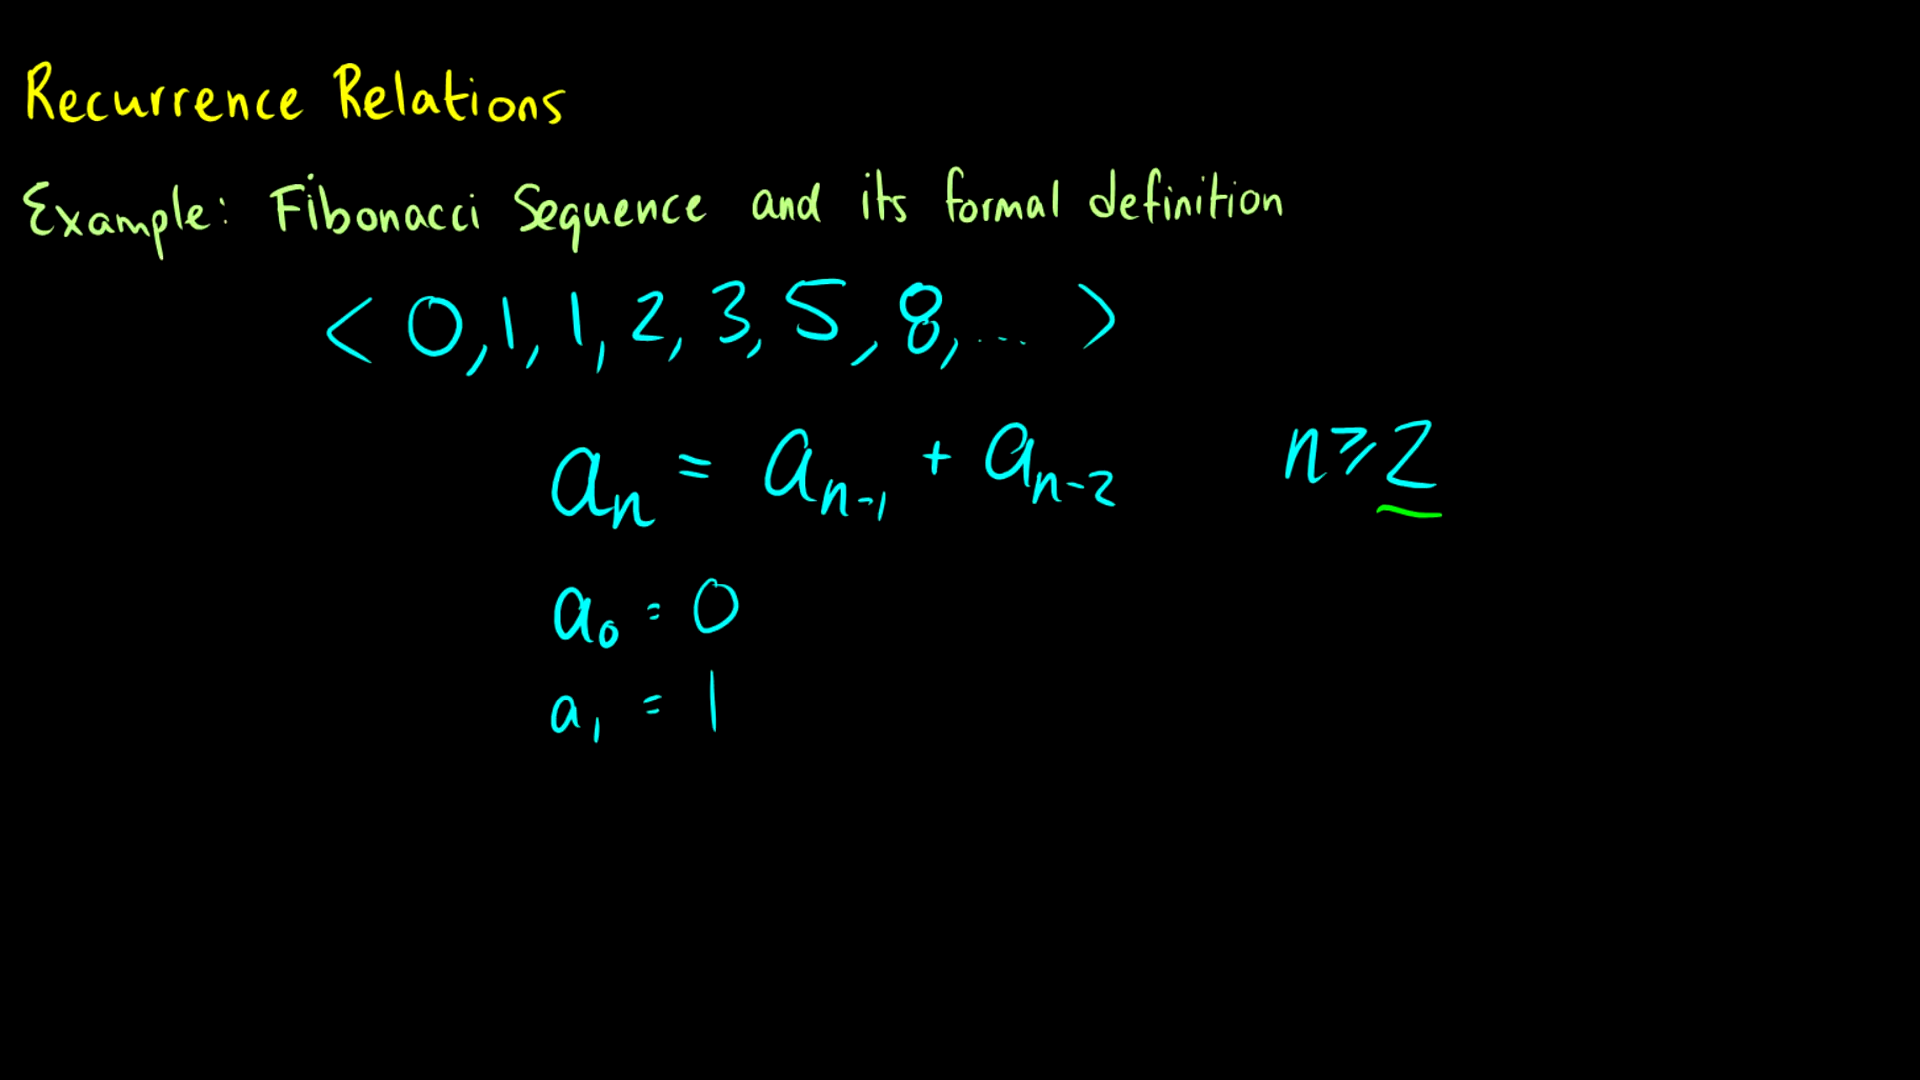 Recurrence Relations
Example: Fibonacci Sequence and its formal definition
< 0, 1, 1, 2, 3, 5, 8, ... >
aₙ = aₙ₋₁ + aₙ₋₂ n ⩾ 2
a₀ = 0
a₁ = 1